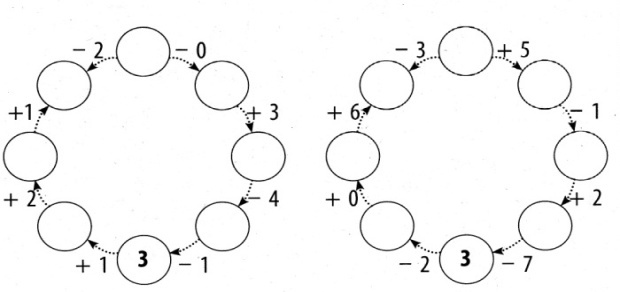 − 2 − 0 − 3 + 5
+1 + 3 + 6 − 1
+ 2 − 4 + 0 + 2
+ 1 3 − 1 − 2 3 − 7